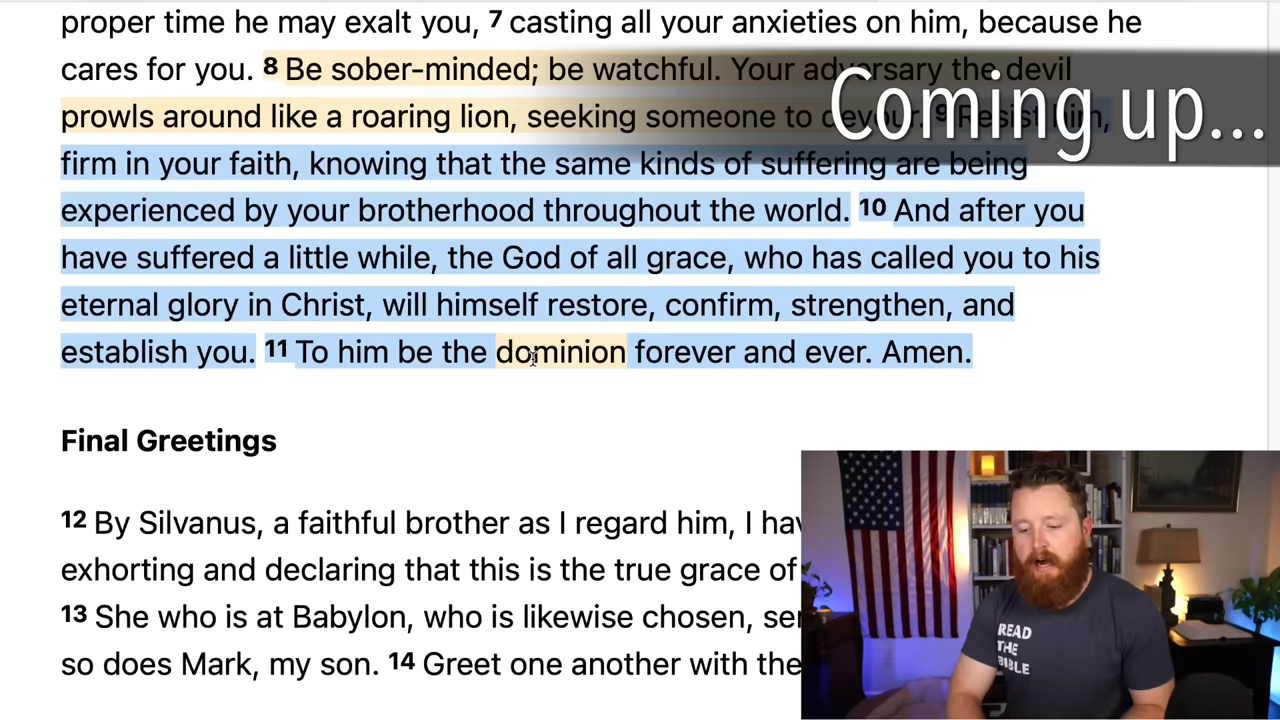 proper time he may exalt you, 7 casting all your anxieties on him, because he
cares for you. 8 Be sober-minded; be watchful. Your adversary the devil
prowls around like a roaring lion, seeking someone to devour. 9 Resist him,
Coming up...
firm in your faith, knowing that the same kinds of suffering are being
experienced by your brotherhood throughout the world. 10 And after you
have suffered a little while, the God of all grace, who has called you to his
eternal glory in Christ, will himself restore, confirm, strengthen, and
establish you. 11 To him be the dominion forever and ever. Amen.
Final Greetings
12 By Silvanus, a faithful brother as I regard him, I hav
exhorting and declaring that this is the true grace of
13 She who is at Babylon, who is likewise chosen, ser
so does Mark, my son. 14 Greet one another with the
READ
THE
BIBLE